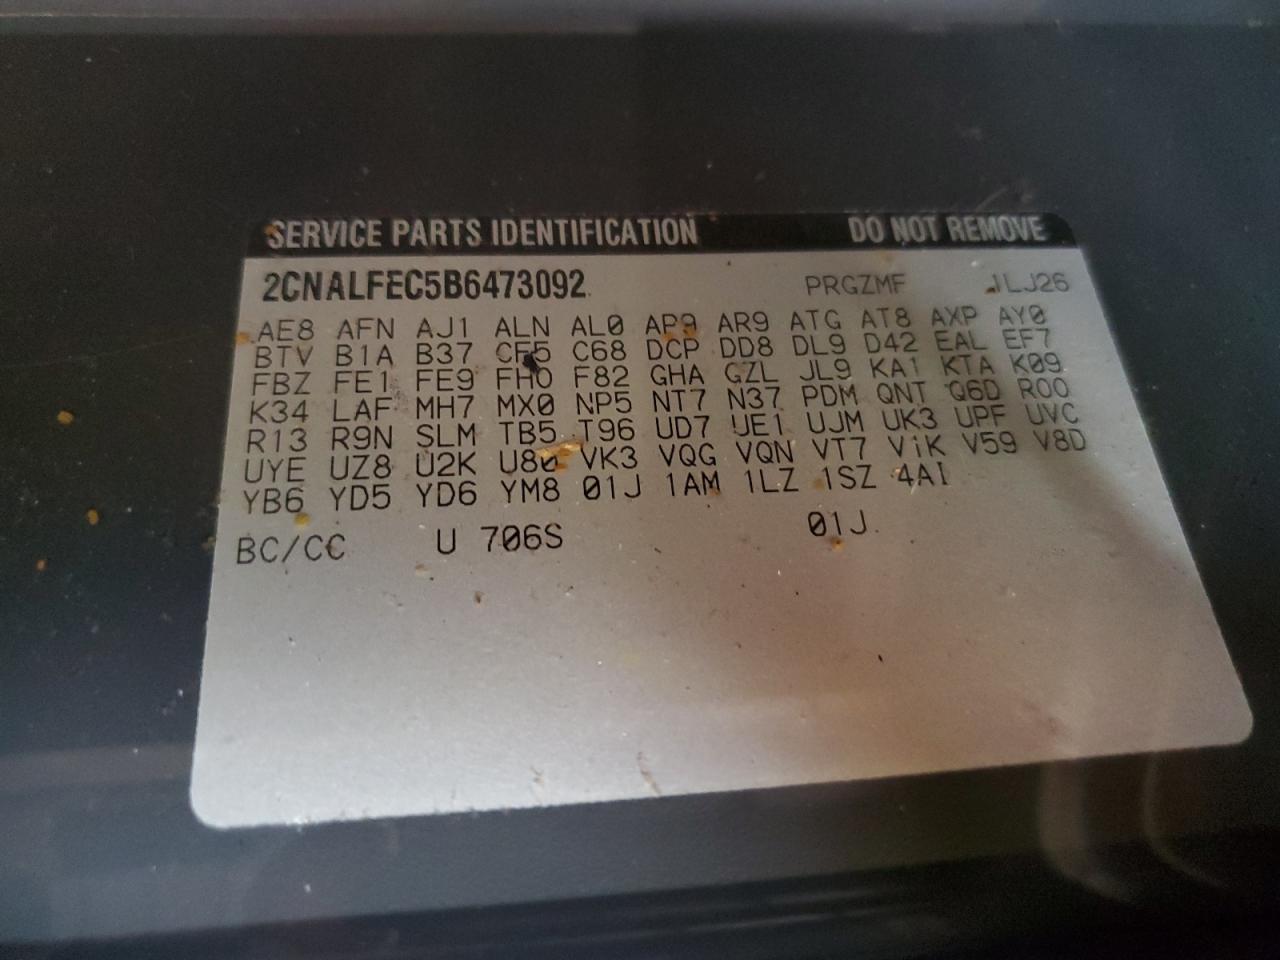 SERVICE PARTS IDENTIFICATION DO NOT REMOVE
2CNALFEC5B6473092 PRGZMF 1LJ26
AE8 AFN AJ1 ALN AL0 AP9 AR9 ATG AT8 AXP AY0
BTV B1A B37 CF5 C68 DCP DD8 DL9 D42 EAL EF7
FBZ FE1 FE9 FHO F82 GHA GZL JL9 KA1 KTA K09
K34 LAF MH7 MX0 NP5 NT7 N37 PDM QNT Q6D ROO
R13 R9N SLM TB5 T96 UD7 UE1 UJM UK3 UPF UVC
UYE UZ8 U2K U80 VK3 VQG VQN VT7 ViK V59 V8D
YB6 YD5 YD6 YM8 01J 1AM 1LZ 1SZ 4AI
BC/CC U 706S 01J